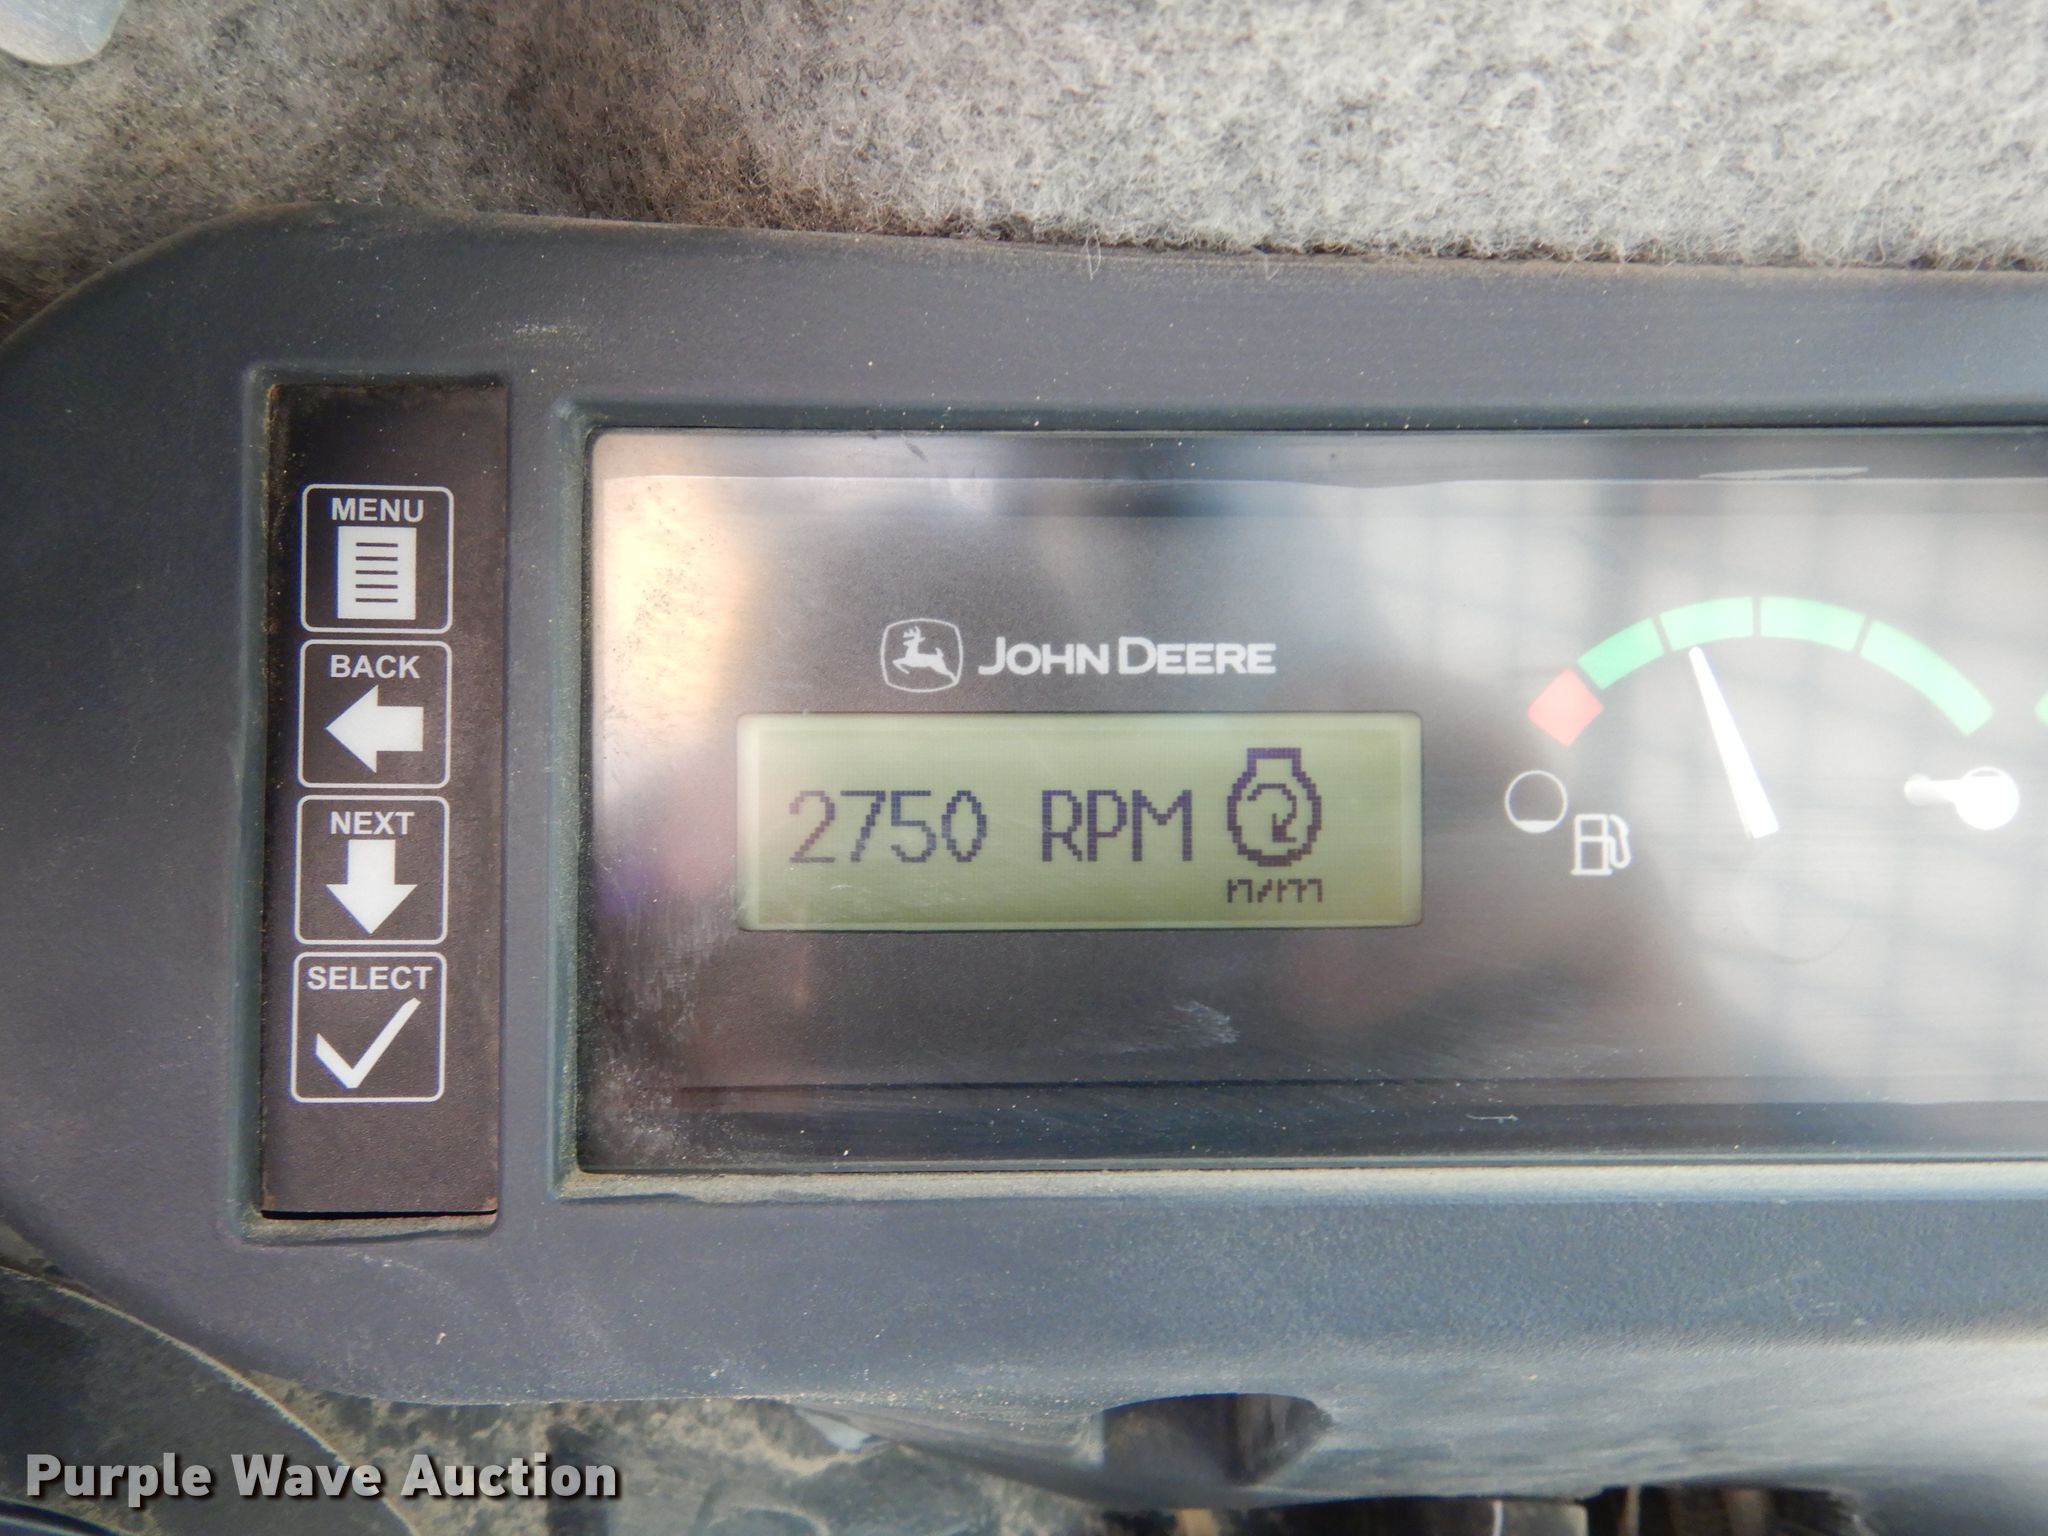 MENU
BACK
NEXT
SELECT
JOHN DEERE
2750 RPM
n/m
Purple Wave Auction